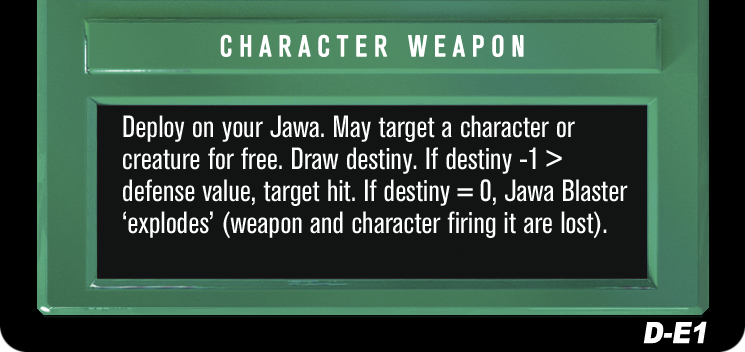 CHARACTER WEAPON
Deploy on your Jawa. May target a character or
creature for free. Draw destiny. If destiny -1 >
defense value, target hit. If destiny = 0, Jawa Blaster
‘explodes’ (weapon and character firing it are lost).
D-E1